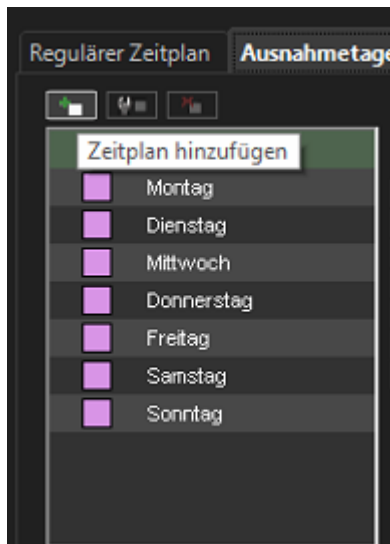 Regulärer Zeitplan Ausnahmetage
Zeitplan hinzufügen
Montag
Dienstag
Mittwoch
Donnerstag
Freitag
Samstag
Sonntag